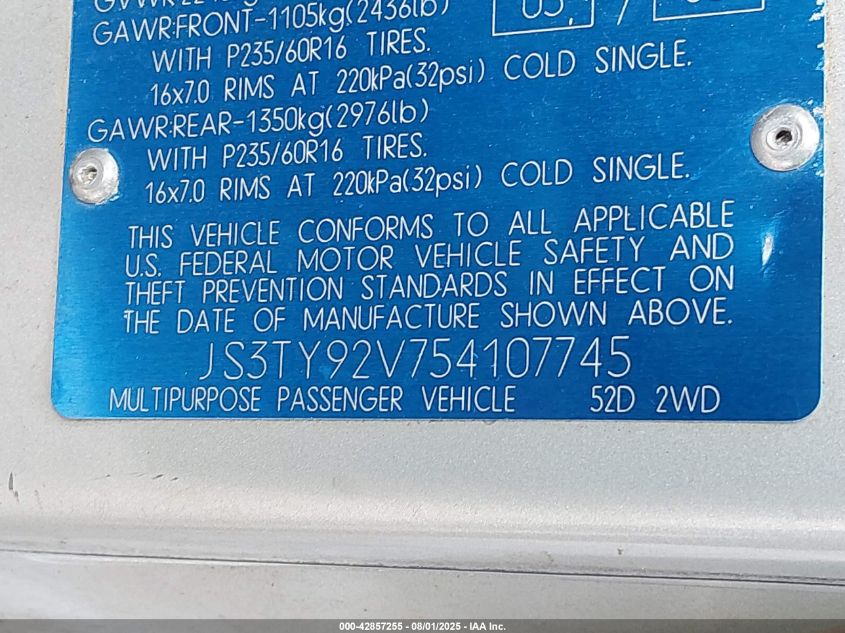 GAWR:FRONT-1105kg(2436lb)
WITH P235/60R16 TIRES.
16x7.0 RIMS AT 220kPa(32psi) COLD SINGLE.
GAWR:REAR-1350kg(2976lb)
WITH P235/60R16 TIRES.
16x7.0 RIMS AT 220kPa(32psi) COLD SINGLE.
THIS VEHICLE CONFORMS TO ALL APPLICABLE
U.S. FEDERAL MOTOR VEHICLE SAFETY AND
THEFT PREVENTION STANDARDS IN EFFECT ON
THE DATE OF MANUFACTURE SHOWN ABOVE.
JS3TY92V754107745
MULTIPURPOSE PASSENGER VEHICLE 52D 2WD
000-42857255 - 08/01/2025 - IAA Inc.